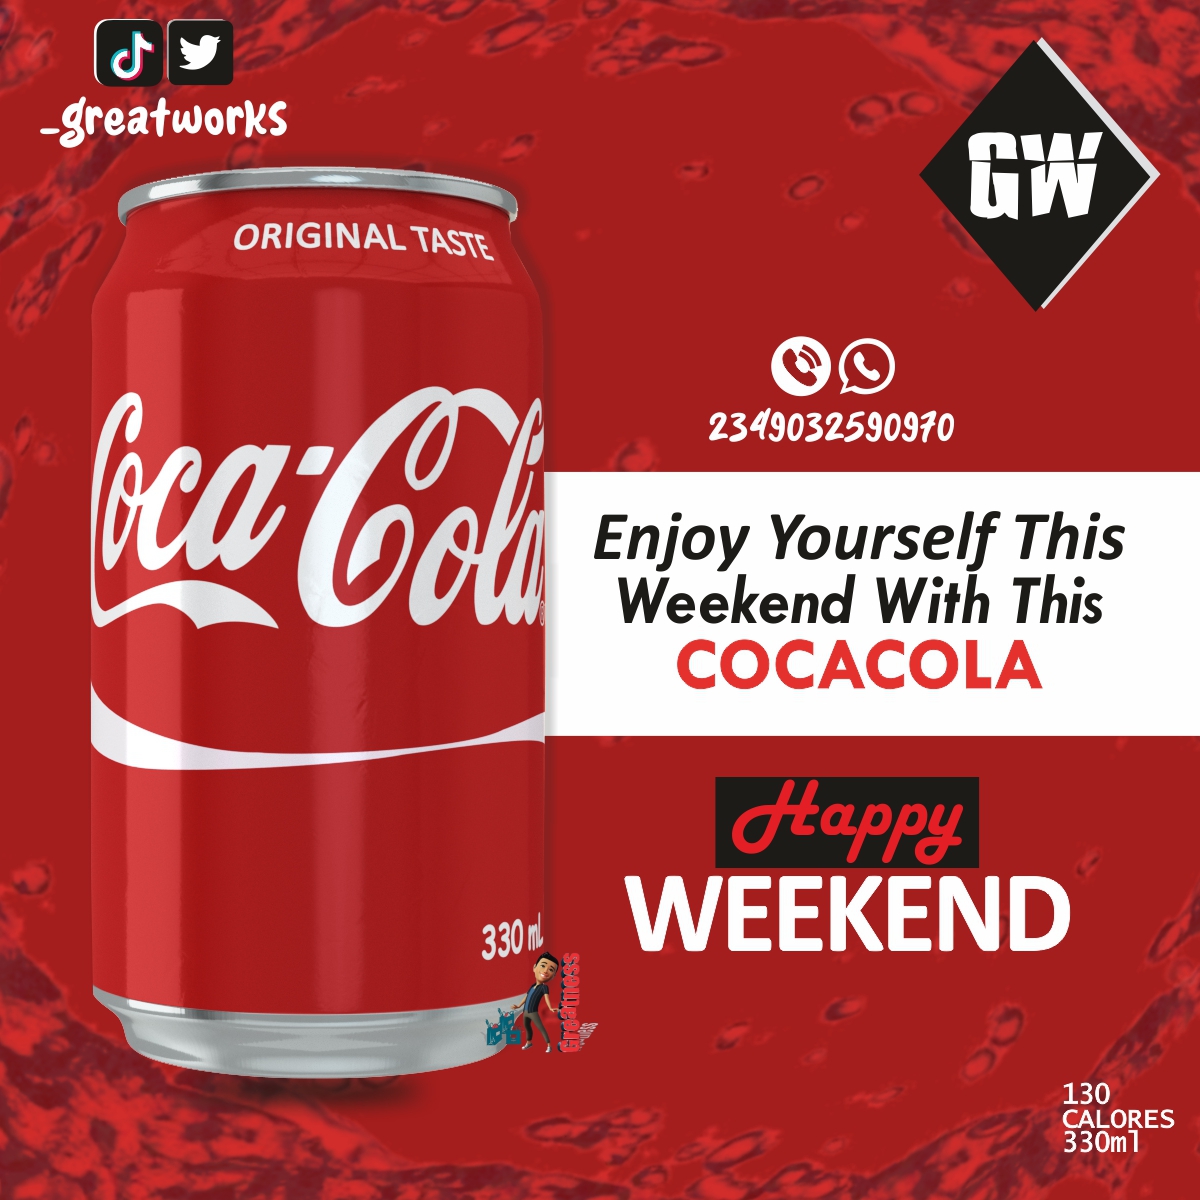 _greatworks
GW
ORIGINAL TASTE
Coca-Cola
330 mL
2349032590970
Enjoy Yourself This
Weekend With This
COCACOLA
Happy
WEEKEND
Greatness
130
CALORES
330ml